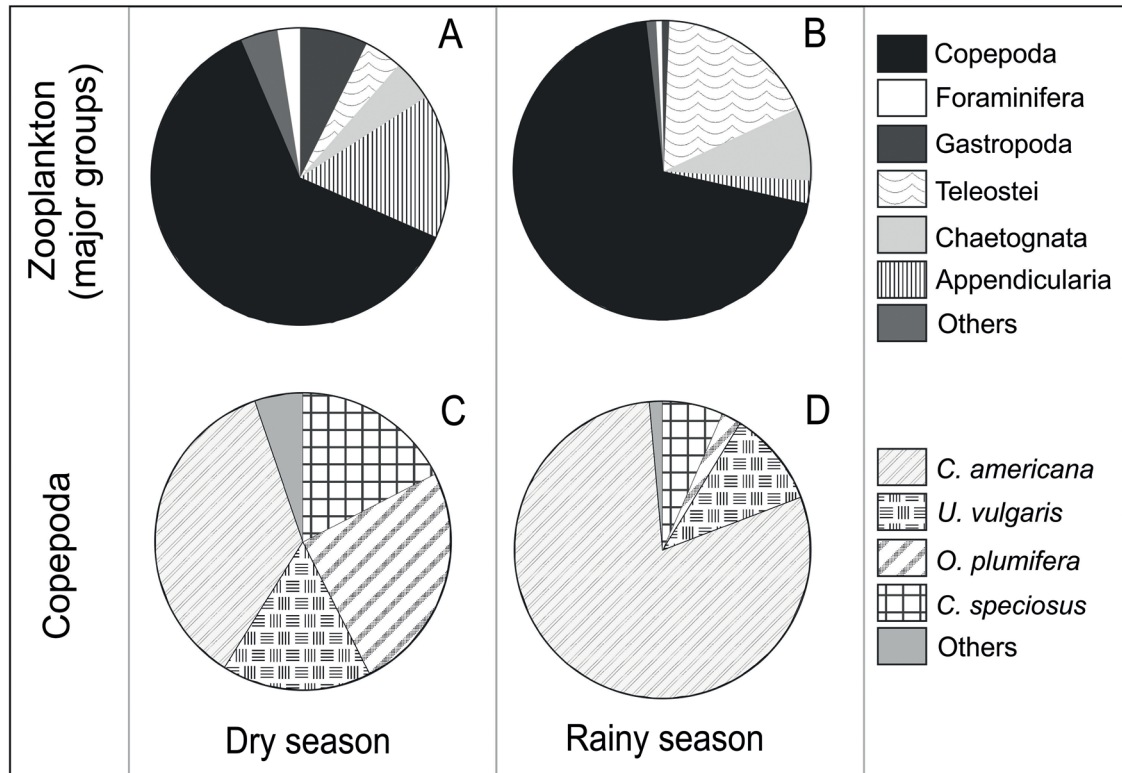 Zooplankton
(major groups)
A
B
Copepoda
Foraminifera
Gastropoda
Teleostei
Chaetognata
Appendicularia
Others
Copepoda
C
D
C. americana
U. vulgaris
O. plumifera
C. speciosus
Others
Dry season
Rainy season